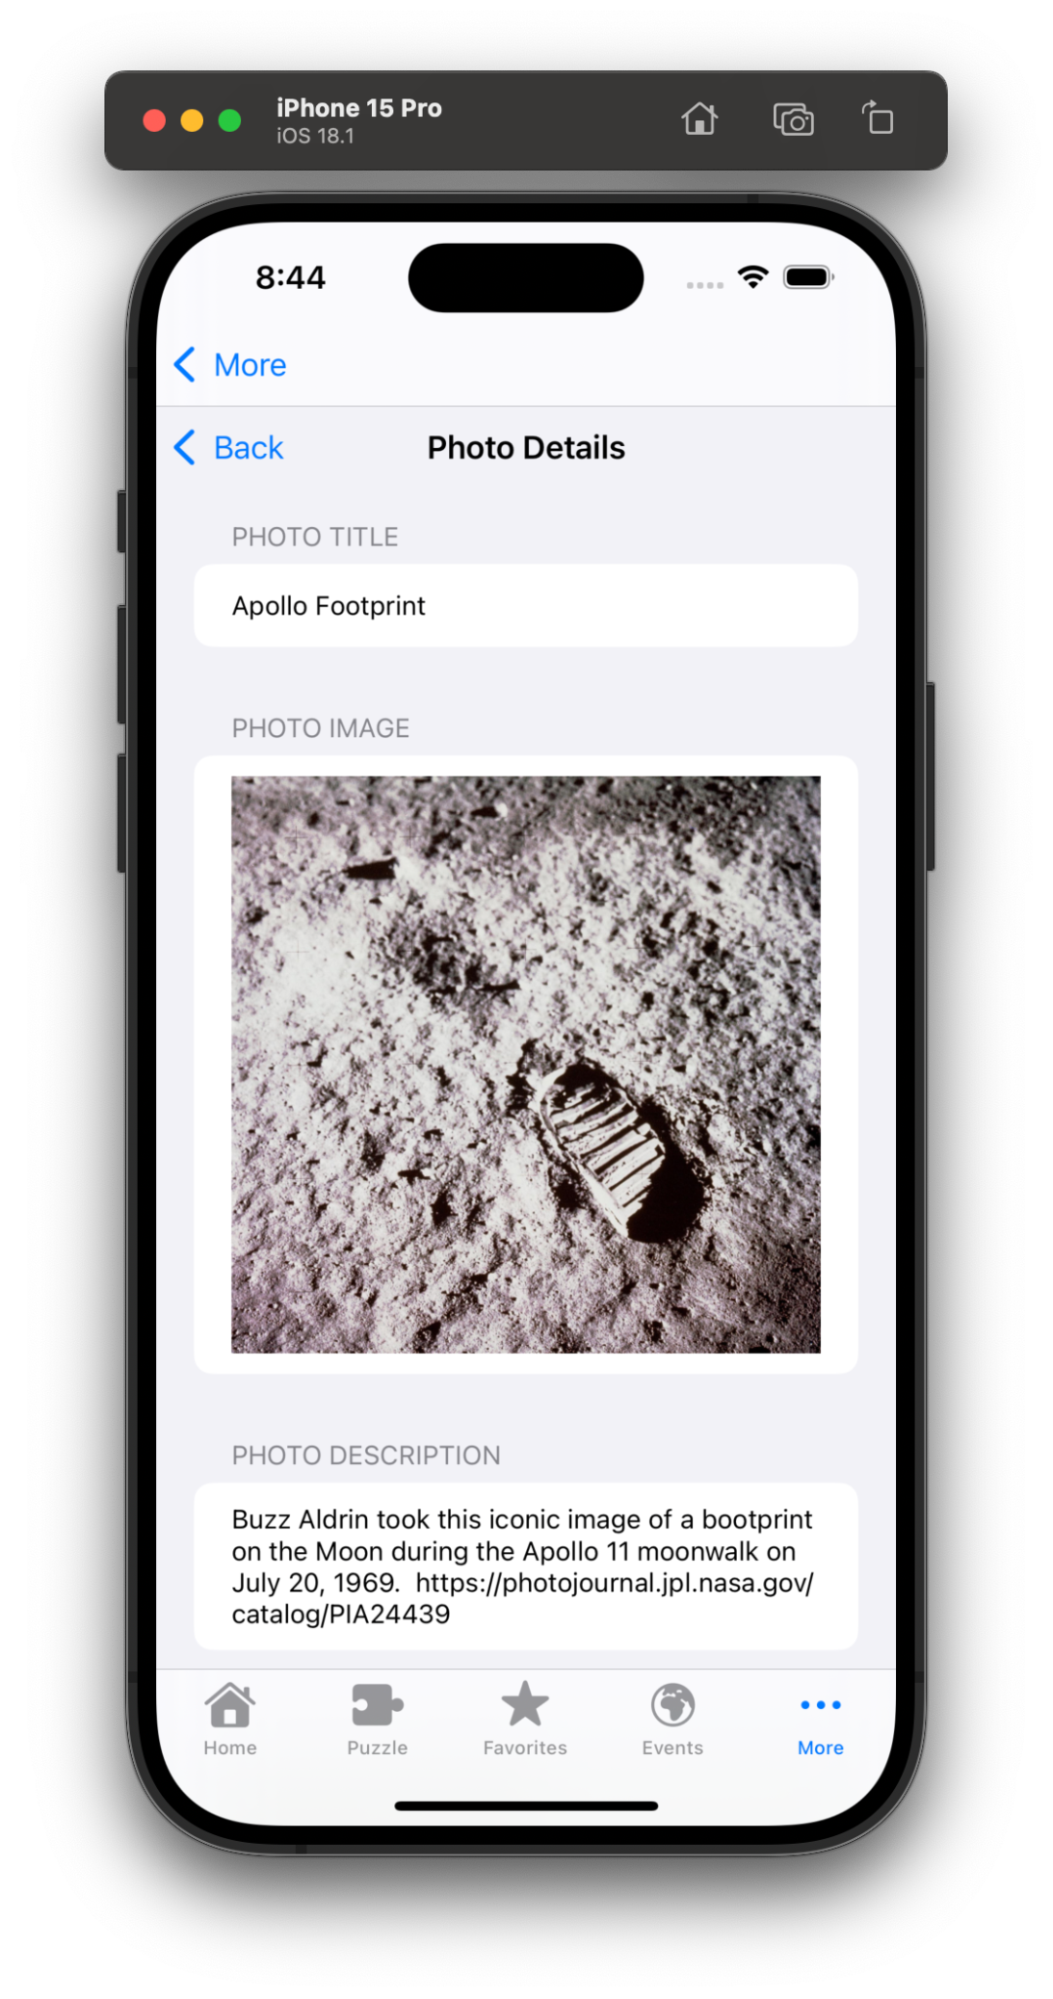 iPhone 15 Pro
iOS 18.1
8:44
More
Back
Photo Details
PHOTO TITLE
Apollo Footprint
PHOTO IMAGE
PHOTO DESCRIPTION
Buzz Aldrin took this iconic image of a bootprint
on the Moon during the Apollo 11 moonwalk on
July 20, 1969.  https://photojournal.jpl.nasa.gov/
catalog/PIA24439
Home
Puzzle
Favorites
Events
More